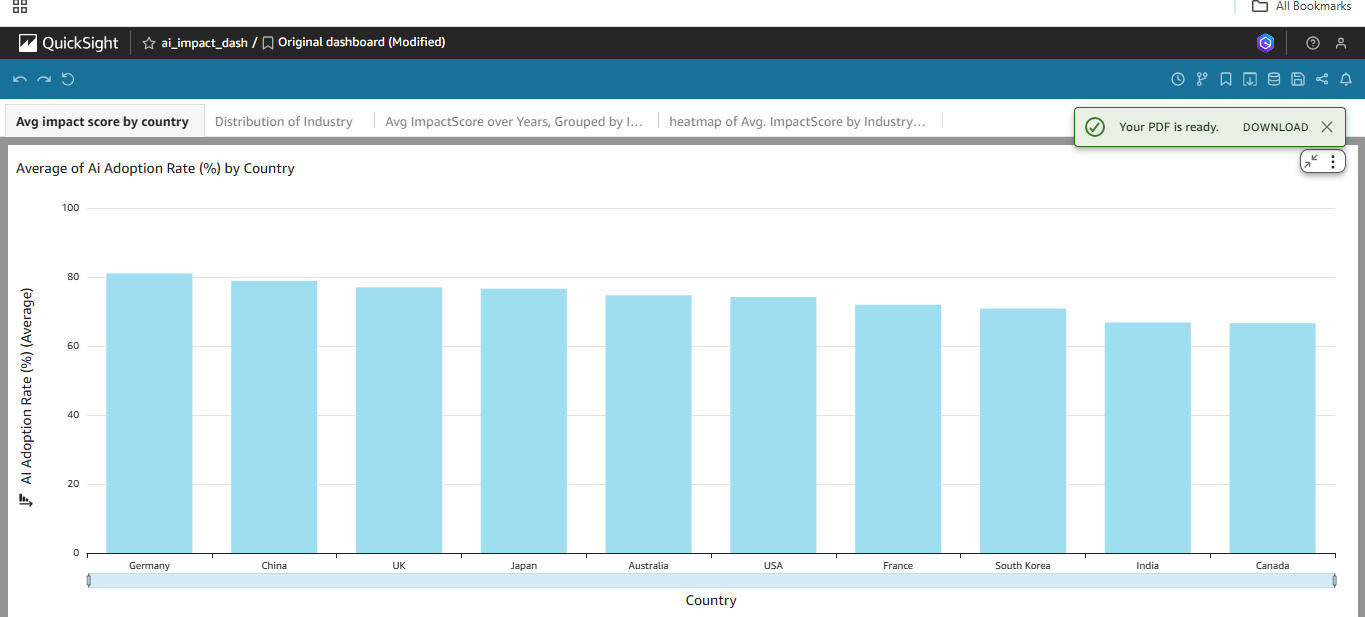 All Bookmarks
QuickSight ai_impact_dash / Original dashboard (Modified)
Avg impact score by country Distribution of Industry Avg ImpactScore over Years, Grouped by I... heatmap of Avg. ImpactScore by Industry...
Your PDF is ready. DOWNLOAD
Average of Ai Adoption Rate (%) by Country
AI Adoption Rate (%) (Average)
100
80
60
40
20
0
Germany China UK Japan Australia USA France South Korea India Canada
Country